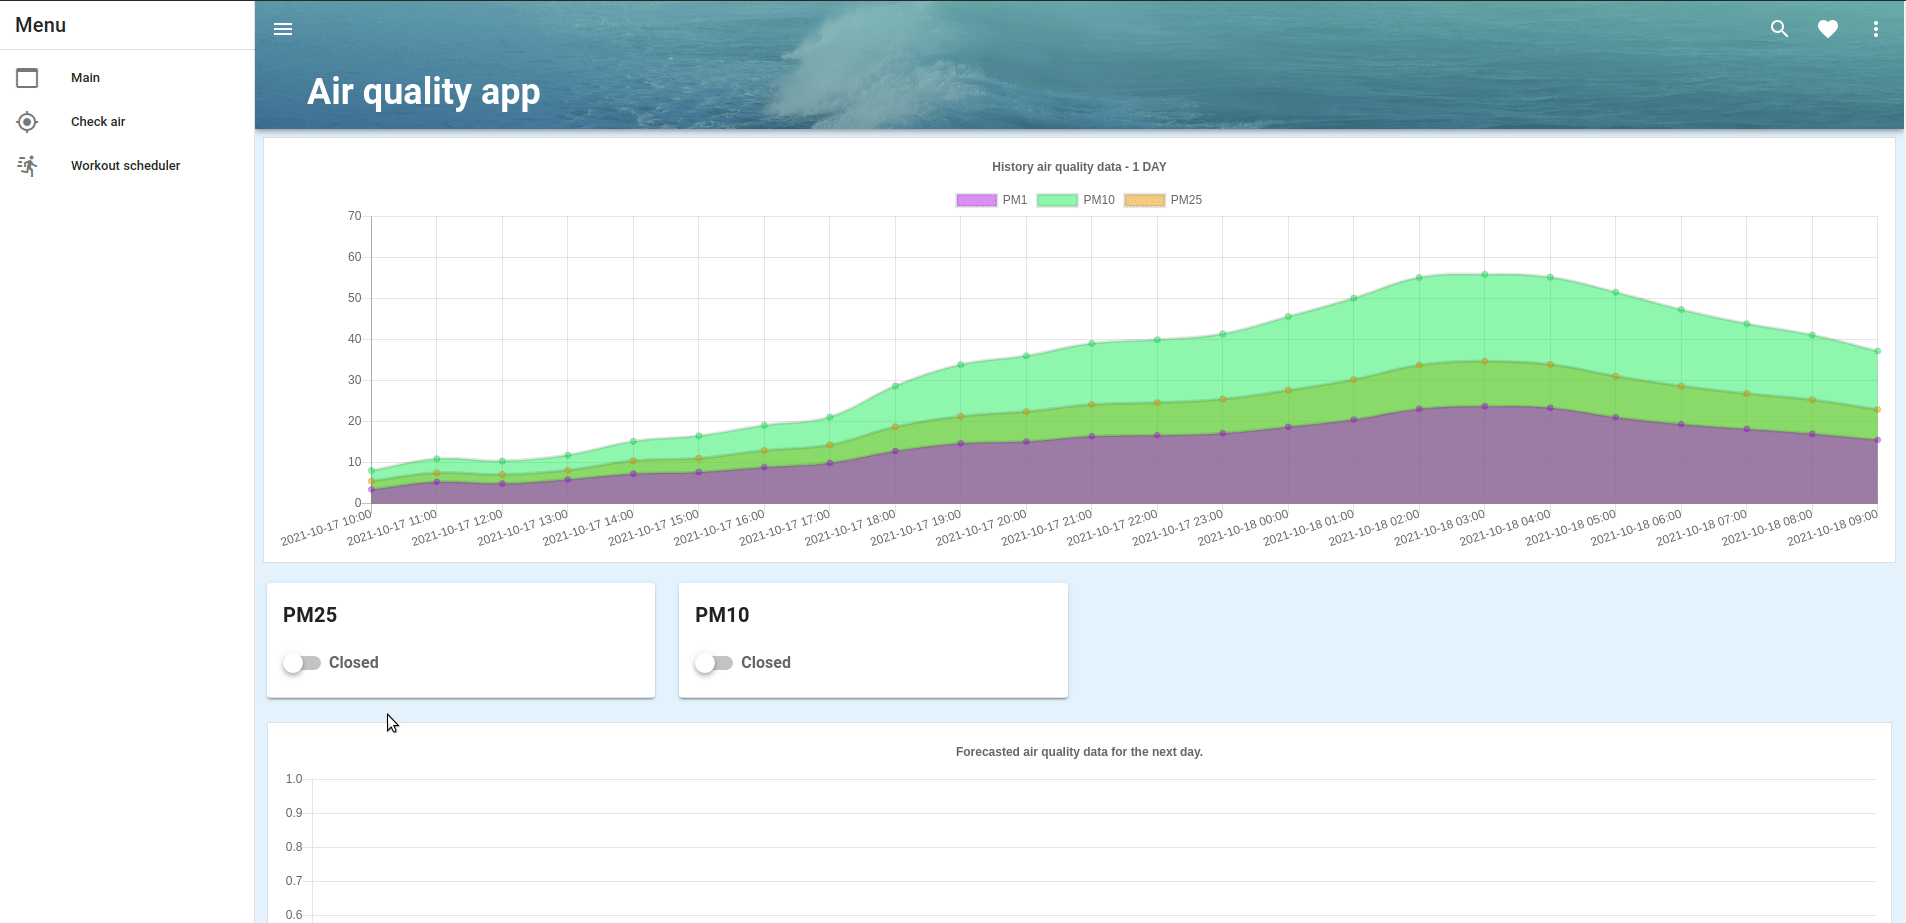 Menu
Main
Check air
Workout scheduler
Air quality app
History air quality data - 1 DAY
PM1 PM10 PM25
70
60
50
40
30
20
10
0
2021-10-17 10:00 2021-10-17 11:00 2021-10-17 12:00 2021-10-17 13:00 2021-10-17 14:00 2021-10-17 15:00 2021-10-17 16:00 2021-10-17 17:00 2021-10-17 18:00 2021-10-17 19:00 2021-10-17 20:00 2021-10-17 21:00 2021-10-17 22:00 2021-10-17 23:00 2021-10-18 00:00 2021-10-18 01:00 2021-10-18 02:00 2021-10-18 03:00 2021-10-18 04:00 2021-10-18 05:00 2021-10-18 06:00 2021-10-18 07:00 2021-10-18 08:00 2021-10-18 09:00
PM25
Closed
PM10
Closed
Forecasted air quality data for the next day.
1.0
0.9
0.8
0.7
0.6